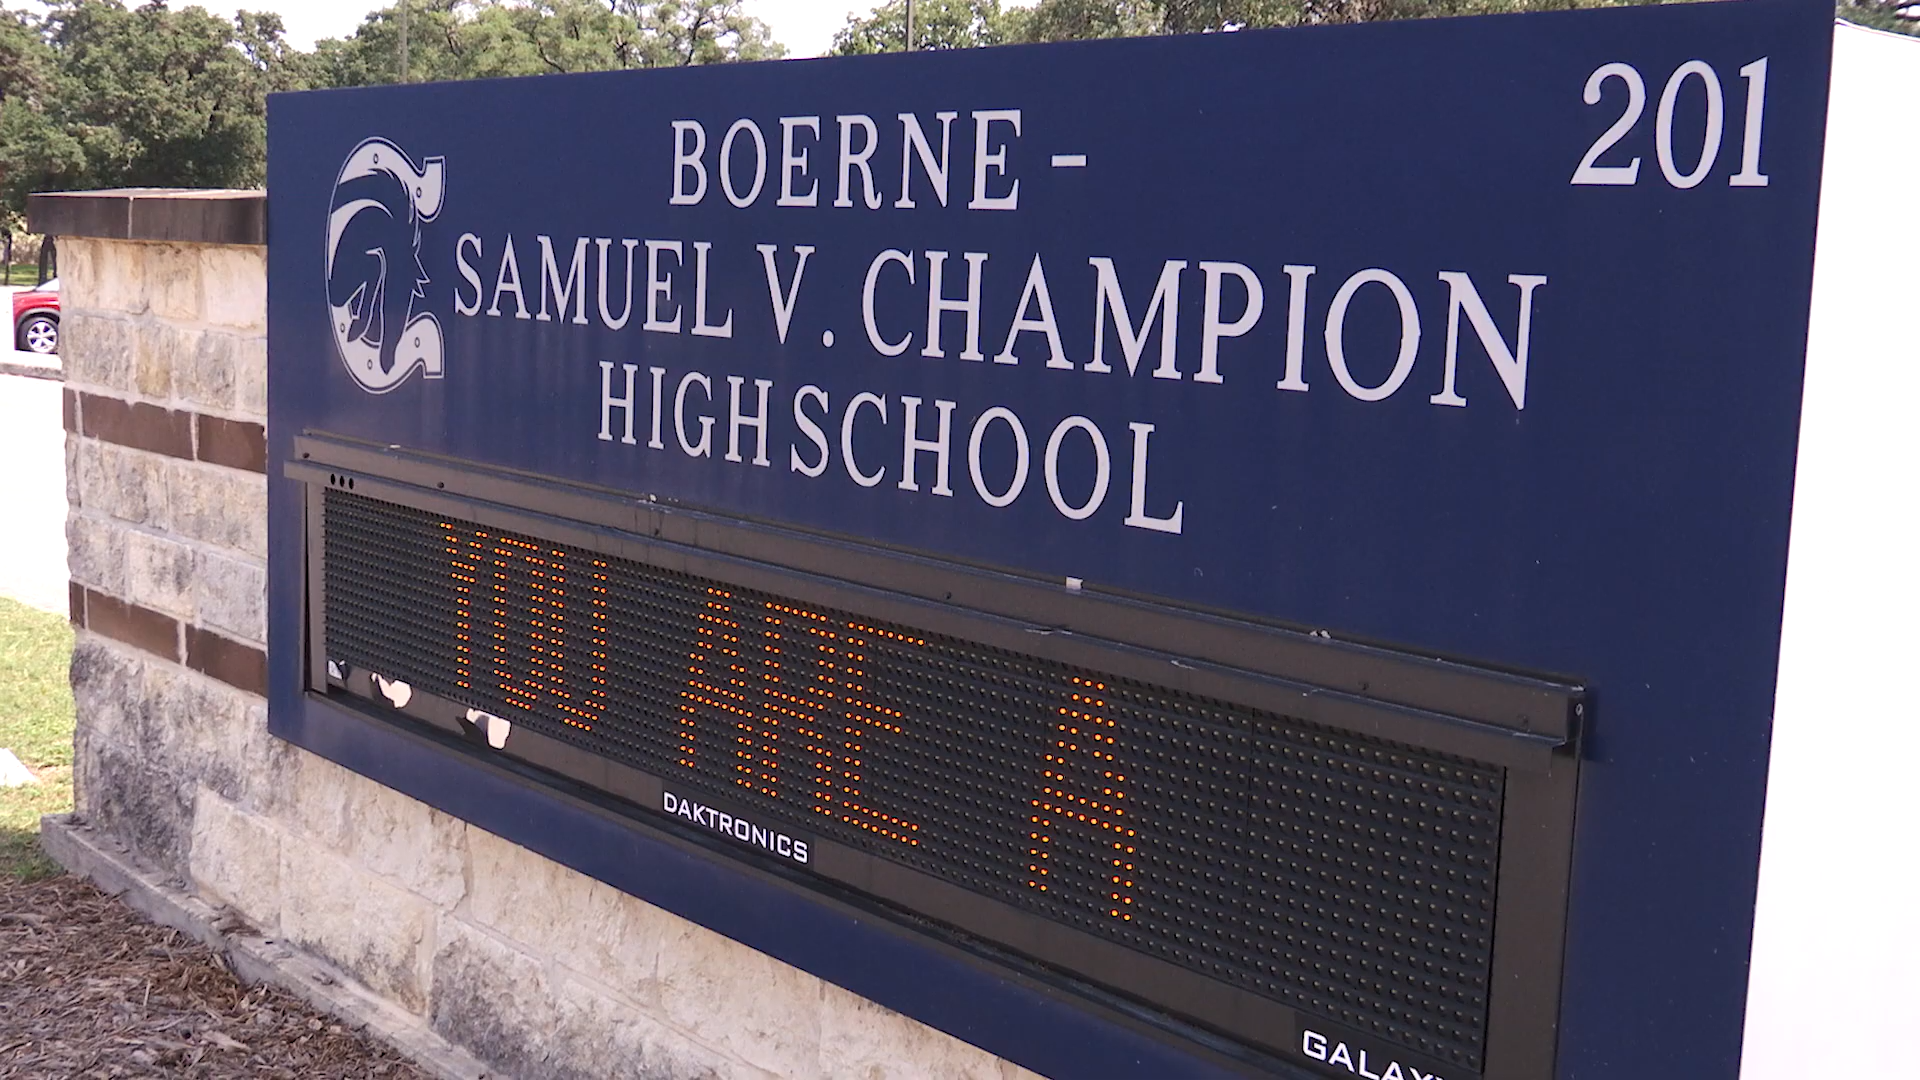 201
BOERNE -
SAMUEL V. CHAMPION
HIGH SCHOOL
YOU ARE A
DAKTRONICS